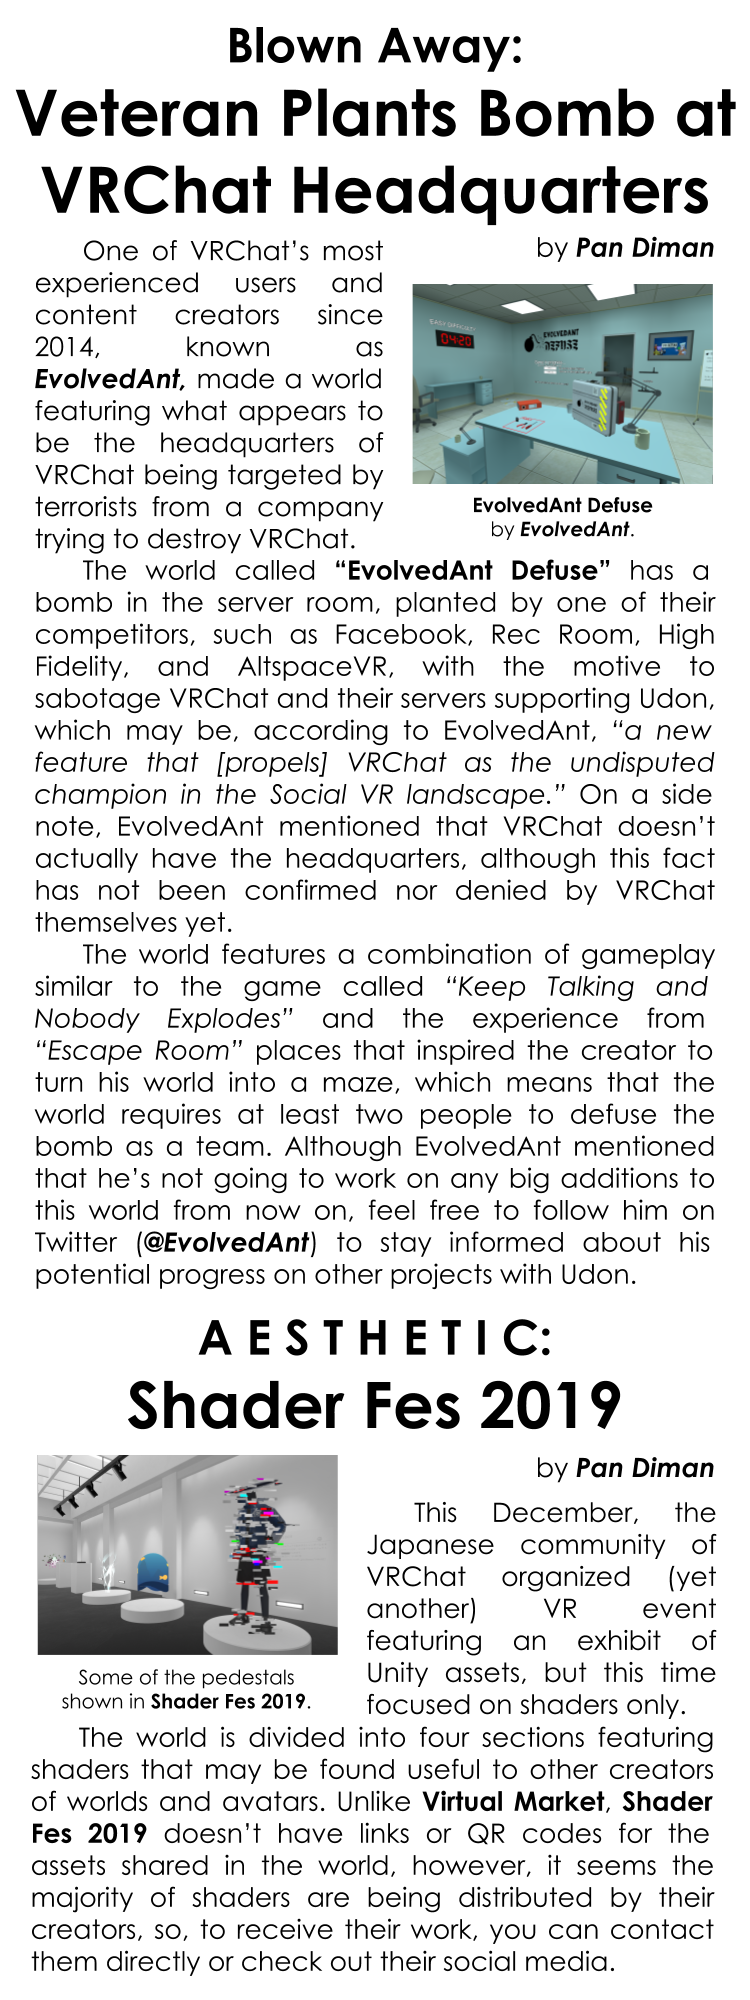 Blown Away:
Veteran Plants Bomb at
VRChat Headquarters
by Pan Diman
One of VRChat's most
experienced users and
content creators since
2014, known as
EvolvedAnt, made a world
featuring what appears to
be the headquarters of
VRChat being targeted by
terrorists from a company
trying to destroy VRChat.
EASY DIFFICULTY
04:20
EVOLVEDANT
DEFUSE
EvolvedAnt Defuse
by EvolvedAnt.
The world called “EvolvedAnt Defuse” has a
bomb in the server room, planted by one of their
competitors, such as Facebook, Rec Room, High
Fidelity, and AltspaceVR, with the motive to
sabotage VRChat and their servers supporting Udon,
which may be, according to EvolvedAnt, “a new
feature that [propels] VRChat as the undisputed
champion in the Social VR landscape.” On a side
note, EvolvedAnt mentioned that VRChat doesn't
actually have the headquarters, although this fact
has not been confirmed nor denied by VRChat
themselves yet.
The world features a combination of gameplay
similar to the game called “Keep Talking and
Nobody Explodes” and the experience from
“Escape Room” places that inspired the creator to
turn his world into a maze, which means that the
world requires at least two people to defuse the
bomb as a team. Although EvolvedAnt mentioned
that he's not going to work on any big additions to
this world from now on, feel free to follow him on
Twitter (@EvolvedAnt) to stay informed about his
potential progress on other projects with Udon.
A E S T H E T I C:
Shader Fes 2019
by Pan Diman
Some of the pedestals
shown in Shader Fes 2019.
This December, the
Japanese community of
VRChat organized (yet
another) VR event
featuring an exhibit of
Unity assets, but this time
focused on shaders only.
The world is divided into four sections featuring
shaders that may be found useful to other creators
of worlds and avatars. Unlike Virtual Market, Shader
Fes 2019 doesn't have links or QR codes for the
assets shared in the world, however, it seems the
majority of shaders are being distributed by their
creators, so, to receive their work, you can contact
them directly or check out their social media.